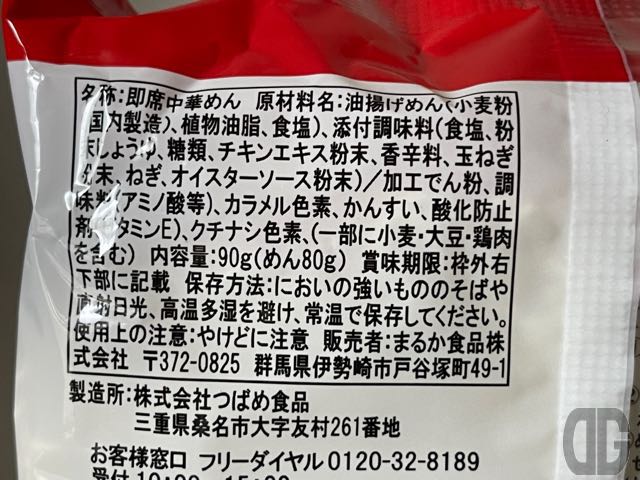 名称:即席中華めん 原材料名:油揚げめん(小麦粉
(国内製造)、植物油脂、食塩)、添付調味料(食塩、粉
末しょうゆ、糖類、チキンエキス粉末、香辛料、玉ねぎ
粉末、ねぎ、オイスターソース粉末)/加工でん粉、調
味料(アミノ酸等)、カラメル色素、かんすい、酸化防止
剤(ビタミンE)、クチナシ色素、(一部に小麦・大豆・鶏肉
を含む) 内容量:90g(めん80g) 賞味期限:枠外右
下部に記載 保存方法:においの強いもののそばや
直射日光、高温多湿を避け、常温で保存してください。
使用上の注意:やけどに注意 販売者:まるか食品株
式会社 〒372-0825 群馬県伊勢崎市戸谷塚町49-1
製造所:株式会社つばめ食品
三重県桑名市大字友村261番地
お客様窓口 フリーダイヤル 0120-32-8189
DG